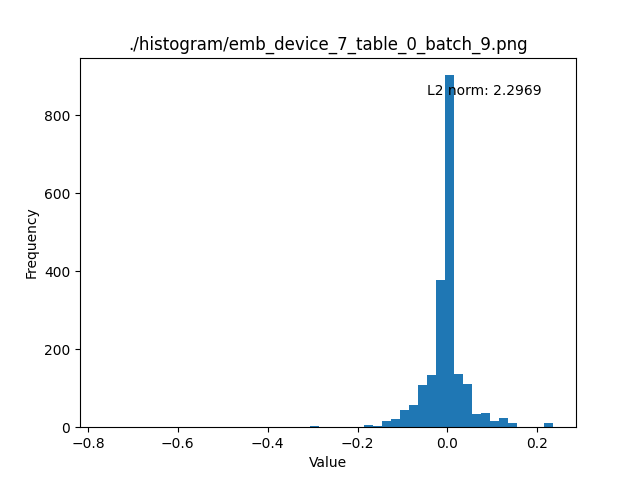 ./histogram/emb_device_7_table_0_batch_9.png
L2 norm: 2.2969
Frequency
800
600
400
200
0
−0.8 −0.6 −0.4 −0.2 0.0 0.2
Value